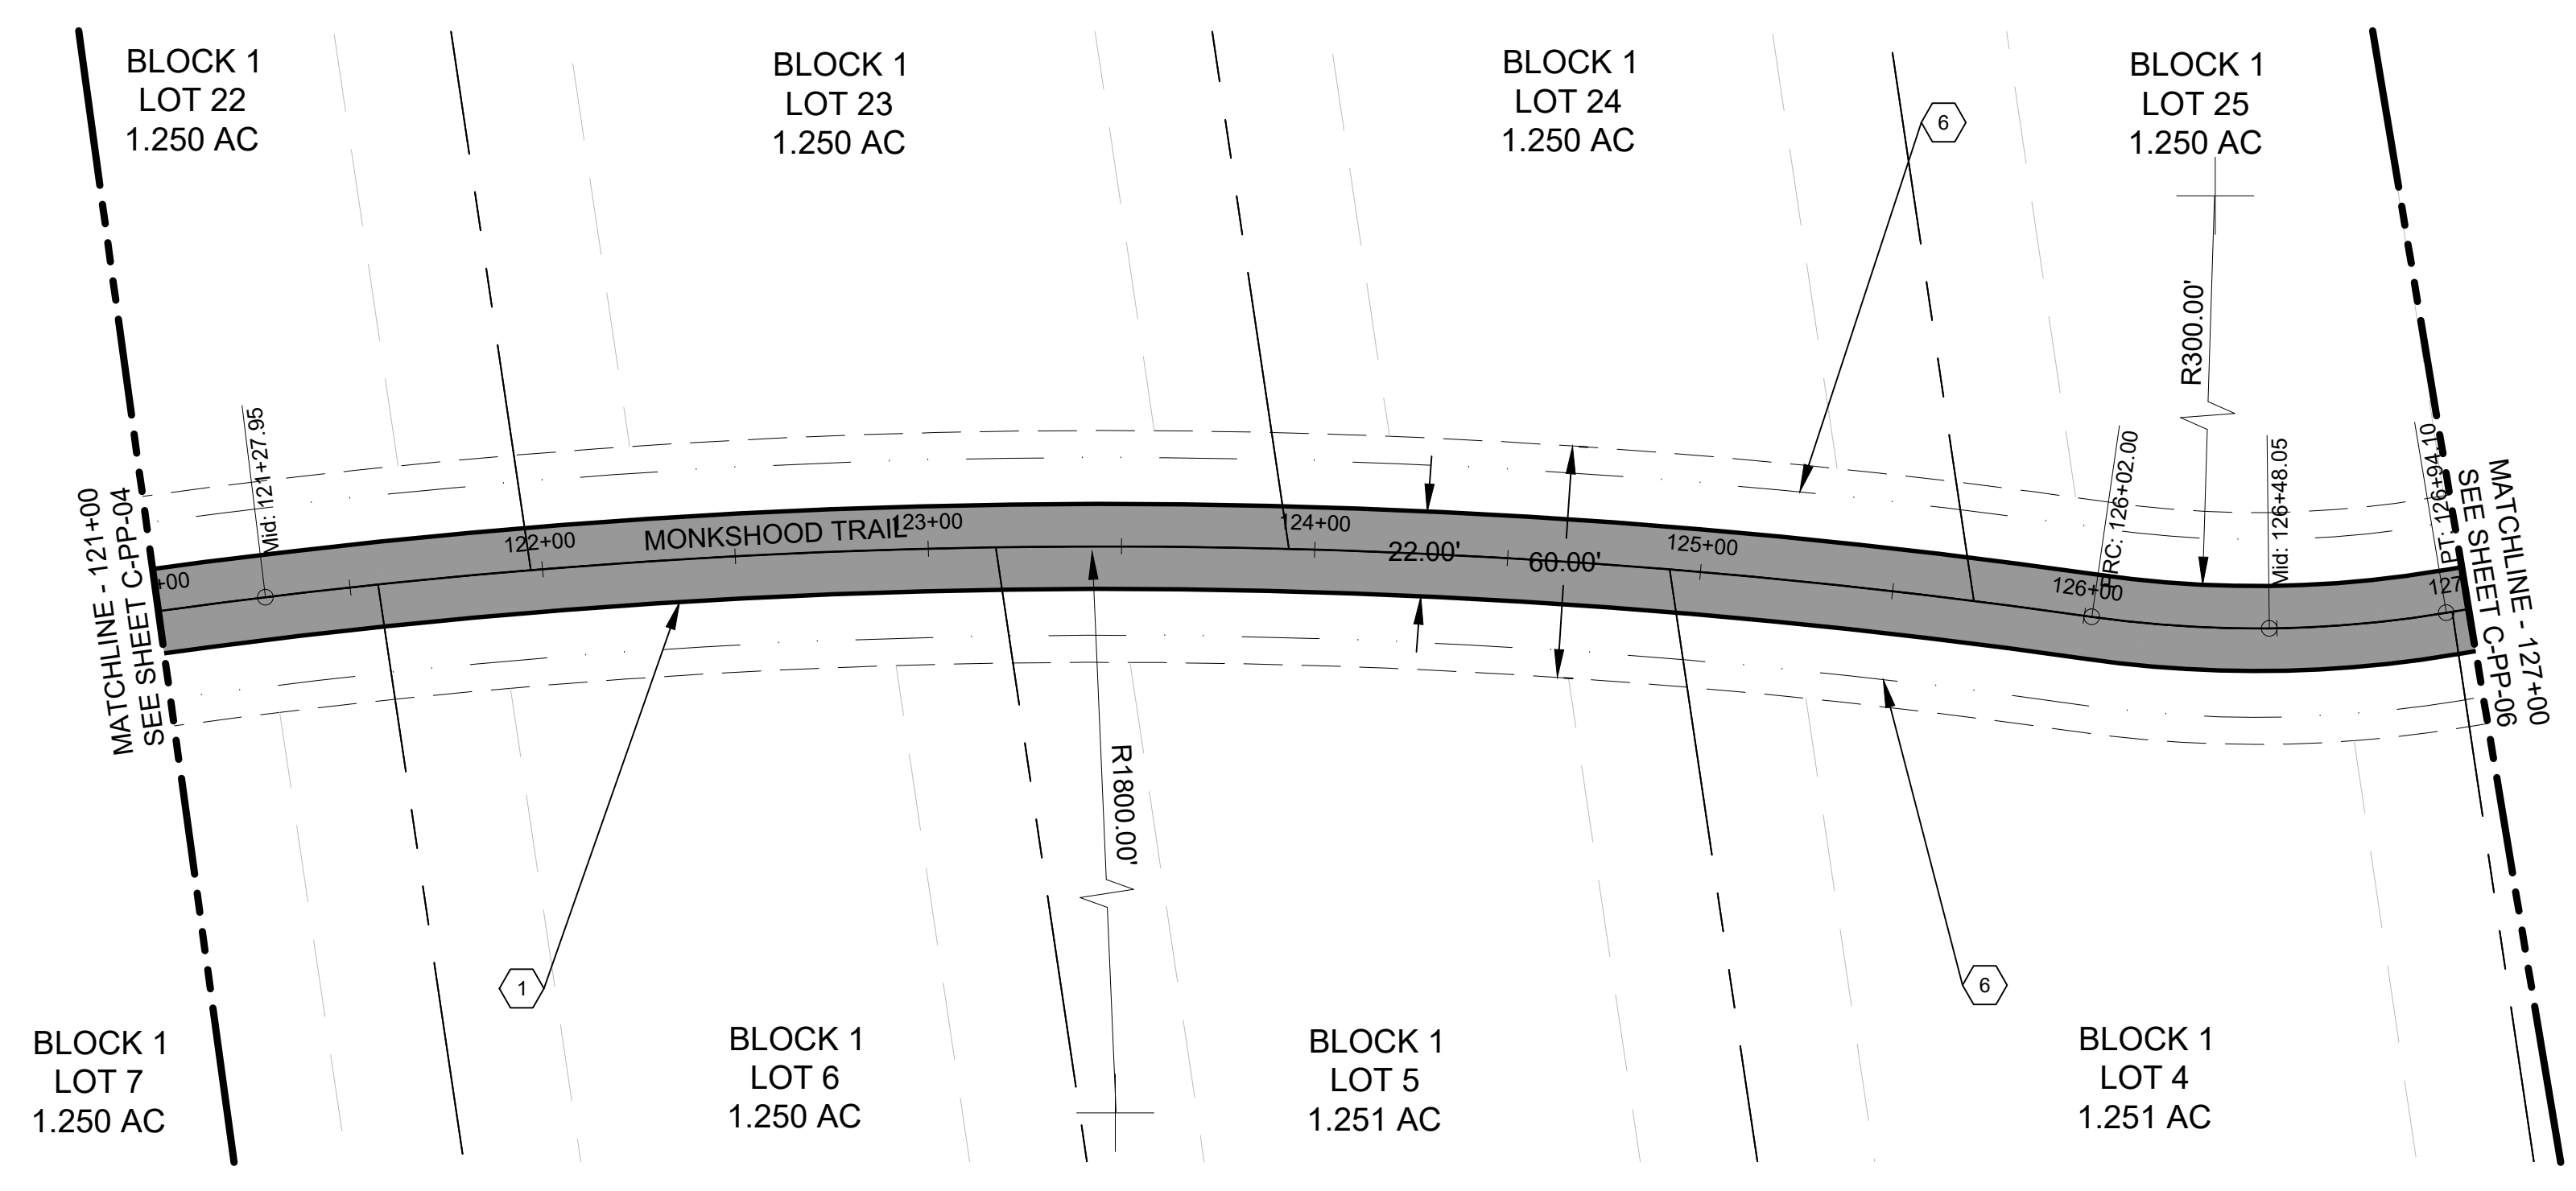 BLOCK 1
LOT 22
1.250 AC
BLOCK 1
LOT 23
1.250 AC
BLOCK 1
LOT 24
1.250 AC
BLOCK 1
LOT 25
1.250 AC
6
R300.00'
MATCHLINE - 121+00
SEE SHEET C-PP-04
Mid: 121+27.95
+00
122+00
MONKSHOOD TRAIL
123+00
124+00
22.00'
60.00'
125+00
126+00
PRC: 126+02.00
Mid: 126+48.05
PT: 126+94.10
127
MATCHLINE - 127+00
SEE SHEET C-PP-06
R1800.00'
1
6
BLOCK 1
LOT 7
1.250 AC
BLOCK 1
LOT 6
1.250 AC
BLOCK 1
LOT 5
1.251 AC
BLOCK 1
LOT 4
1.251 AC